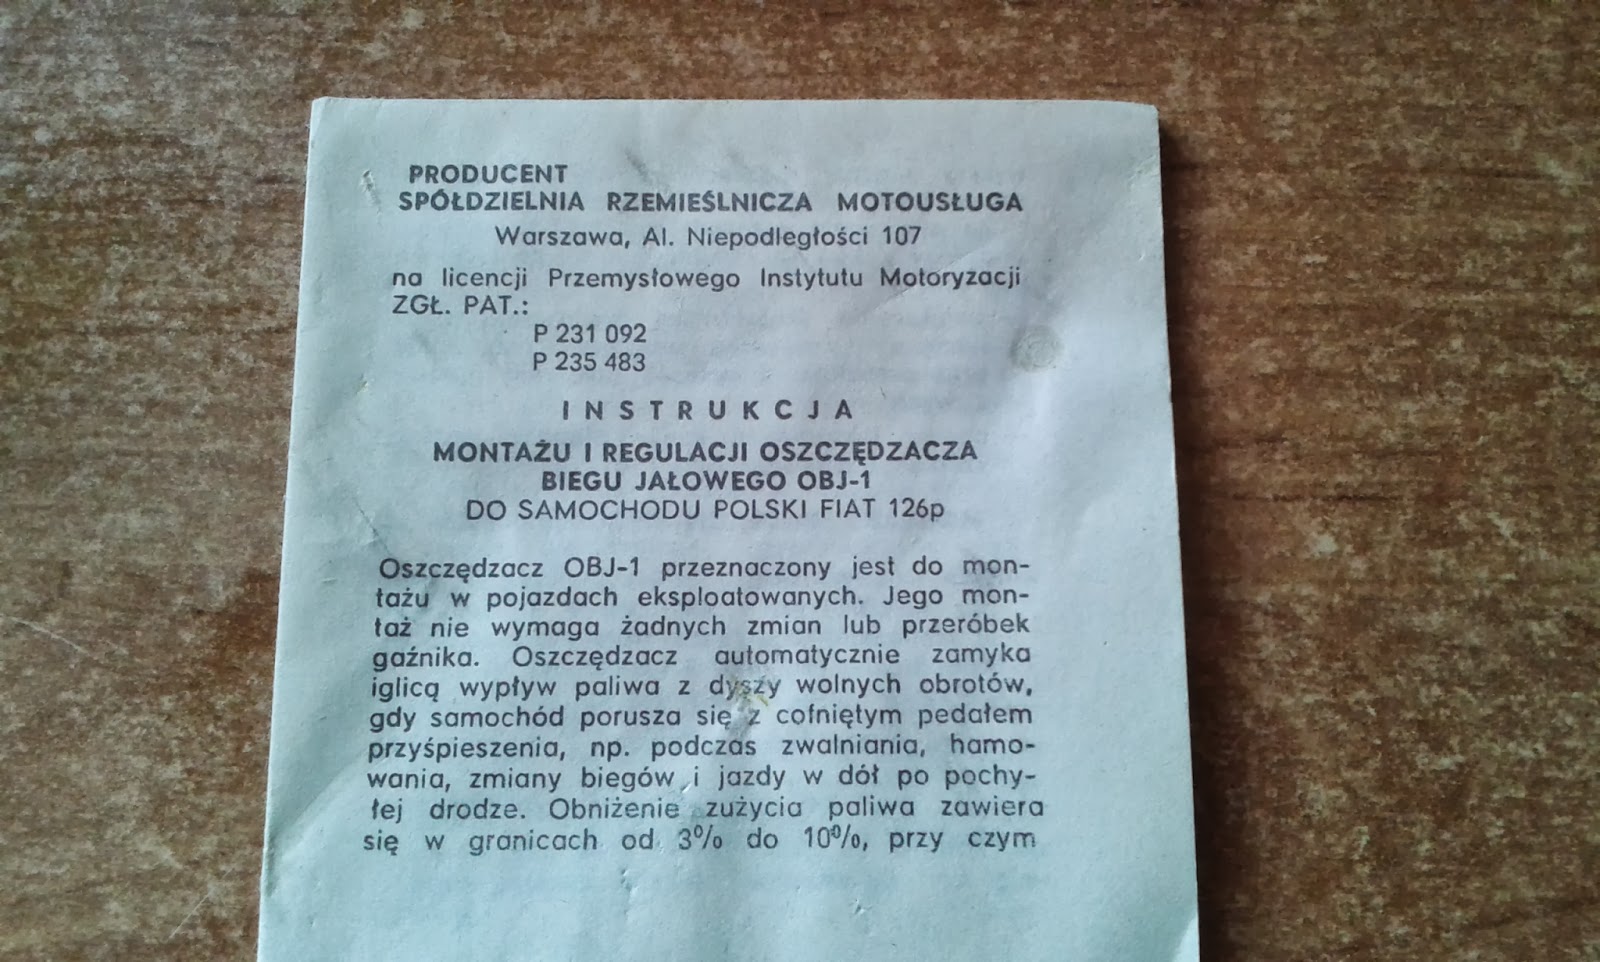 PRODUCENT
SPÓŁDZIELNIA RZEMIEŚLNICZA MOTOUSŁUGA
Warszawa, Al. Niepodległości 107
na licencji Przemysłowego Instytutu Motoryzacji
ZGŁ. PAT.:
P 231 092
P 235 483
INSTRUKCJA
MONTAŻU I REGULACJI OSZCZĘDZACZA
BIEGU JAŁOWEGO OBJ-1
DO SAMOCHODU POLSKI FIAT 126p
Oszczędzacz OBJ-1 przeznaczony jest do mon-
tażu w pojazdach eksploatowanych. Jego mon-
taż nie wymaga żadnych zmian lub przeróbek
gaźnika. Oszczędzacz automatycznie zamyka
iglicą wypływ paliwa z dyszy wolnych obrotów,
gdy samochód porusza się z cofniętym pedałem
przyśpieszenia, np. podczas zwalniania, hamo-
wania, zmiany biegów i jazdy w dół po pochy-
łej drodze. Obniżenie zużycia paliwa zawiera
się w granicach od 3% do 10%, przy czym